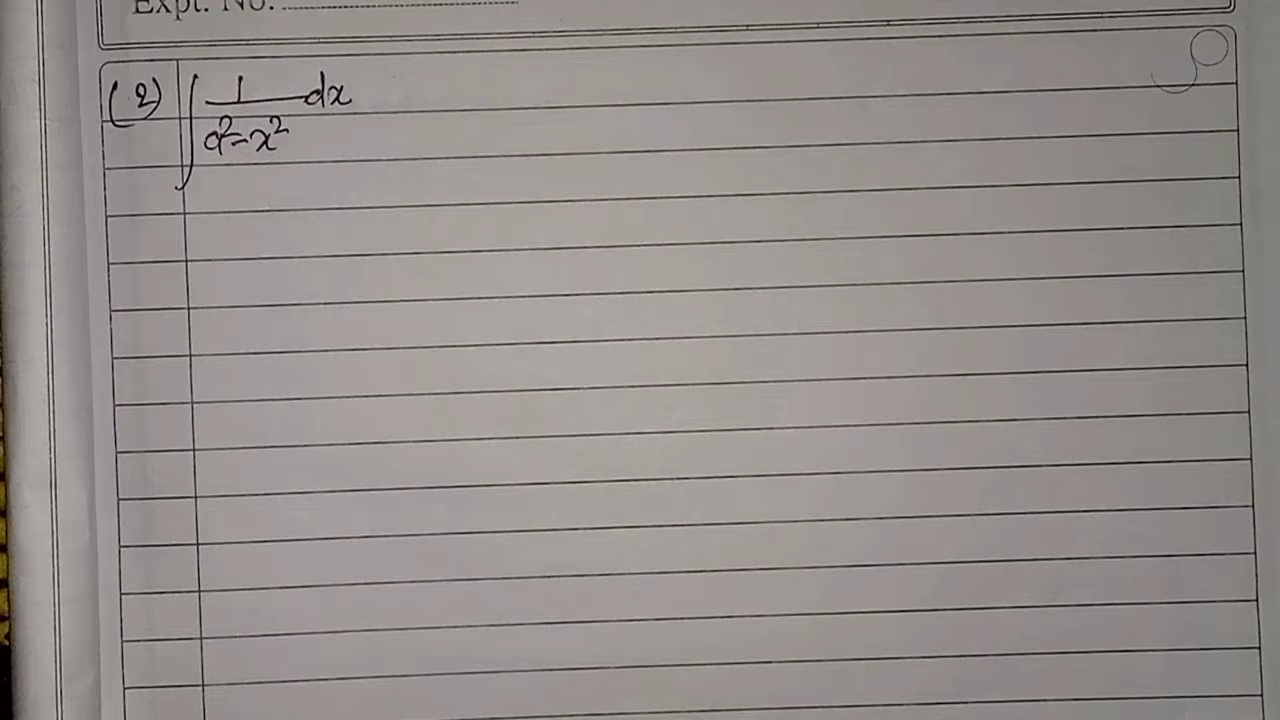 Expt. No.
(2) ∫ 1/(a²-x²) dx